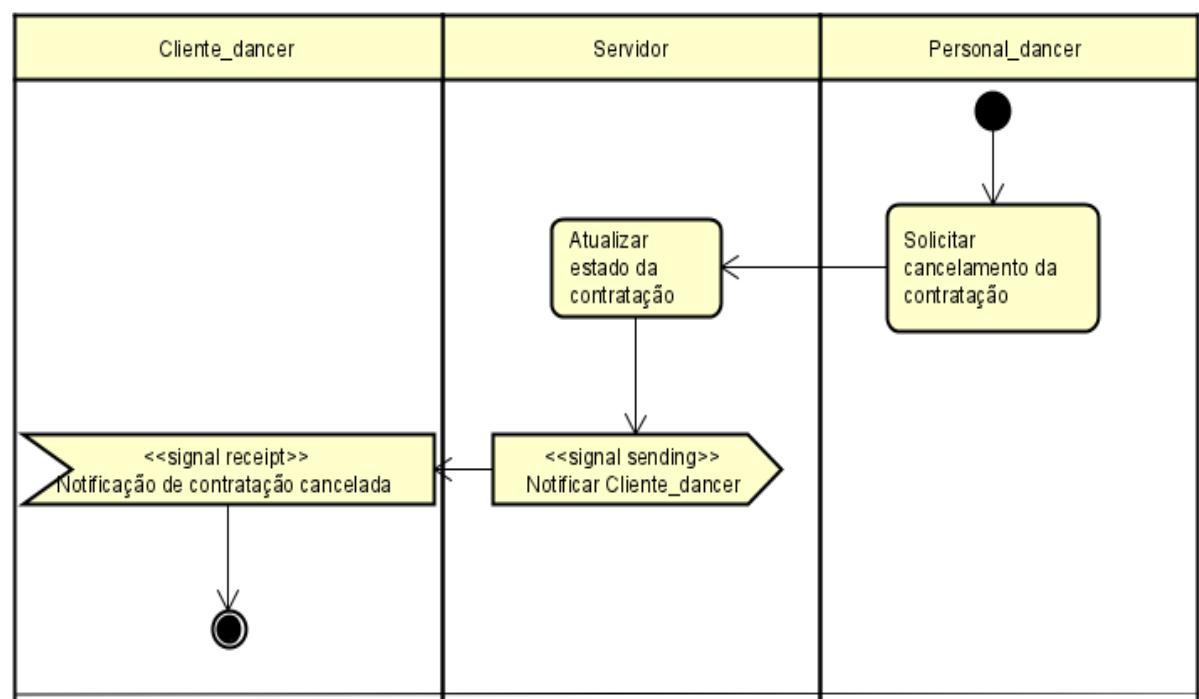 Cliente_dancer
Servidor
Personal_dancer
Atualizar
estado da
contratação
Solicitar
cancelamento da
contratação
<<signal receipt>>
Notificação de contratação cancelada
<<signal sending>>
Notificar Cliente_dancer